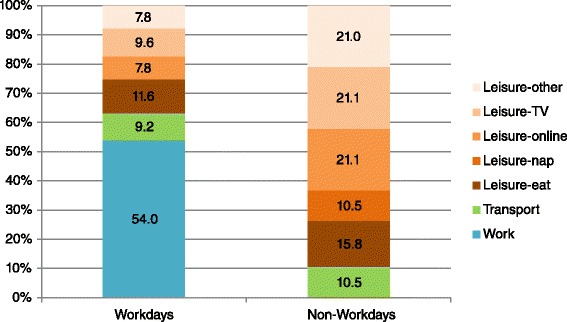 100%
90%
80%
70%
60%
50%
40%
30%
20%
10%
0%
7.8
9.6
7.8
11.6
9.2
54.0
21.0
21.1
21.1
10.5
15.8
10.5
Workdays
Non-Workdays
Leisure-other
Leisure-TV
Leisure-online
Leisure-nap
Leisure-eat
Transport
Work